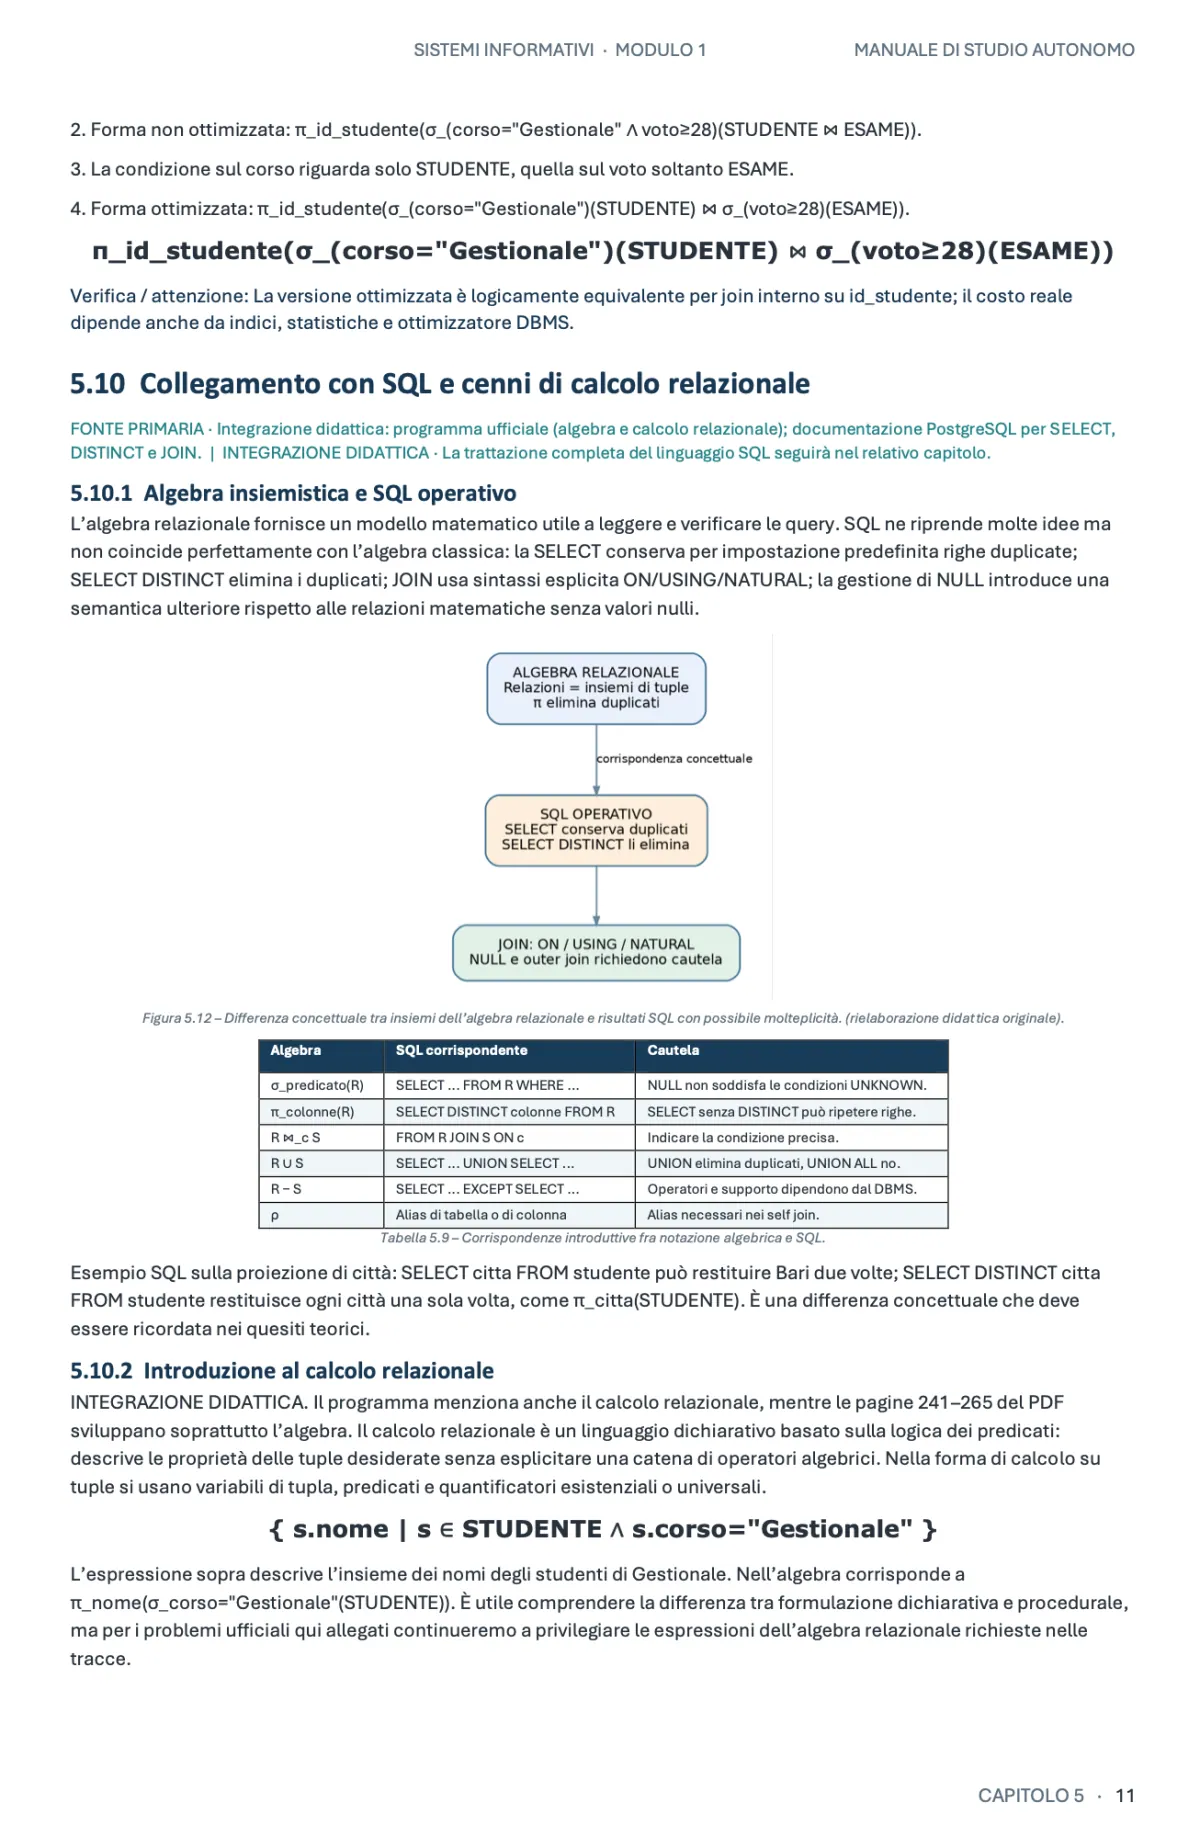 SISTEMI INFORMATIVI · MODULO 1 MANUALE DI STUDIO AUTONOMO
2. Forma non ottimizzata: π_id_studente(σ_(corso="Gestionale" ∧ voto≥28)(STUDENTE ⋈ ESAME)).
3. La condizione sul corso riguarda solo STUDENTE, quella sul voto soltanto ESAME.
4. Forma ottimizzata: π_id_studente(σ_(corso="Gestionale")(STUDENTE) ⋈ σ_(voto≥28)(ESAME)).
π_id_studente(σ_(corso="Gestionale")(STUDENTE) ⋈ σ_(voto≥28)(ESAME))
Verifica / attenzione: La versione ottimizzata è logicamente equivalente per join interno su id_studente; il costo reale
dipende anche da indici, statistiche e ottimizzatore DBMS.
5.10 Collegamento con SQL e cenni di calcolo relazionale
FONTE PRIMARIA · Integrazione didattica: programma ufficiale (algebra e calcolo relazionale); documentazione PostgreSQL per SELECT,
DISTINCT e JOIN. | INTEGRAZIONE DIDATTICA · La trattazione completa del linguaggio SQL seguirà nel relativo capitolo.
5.10.1 Algebra insiemistica e SQL operativo
L’algebra relazionale fornisce un modello matematico utile a leggere e verificare le query. SQL ne riprende molte idee ma
non coincide perfettamente con l’algebra classica: la SELECT conserva per impostazione predefinita righe duplicate;
SELECT DISTINCT elimina i duplicati; JOIN usa sintassi esplicita ON/USING/NATURAL; la gestione di NULL introduce una
semantica ulteriore rispetto alle relazioni matematiche senza valori nulli.
ALGEBRA RELAZIONALE
Relazioni = insiemi di tuple
π elimina duplicati
corrispondenza concettuale
SQL OPERATIVO
SELECT conserva duplicati
SELECT DISTINCT li elimina
JOIN: ON / USING / NATURAL
NULL e outer join richiedono cautela
Figura 5.12 – Differenza concettuale tra insiemi dell’algebra relazionale e risultati SQL con possibile molteplicità. (rielaborazione didattica originale).
Algebra SQL corrispondente Cautela
σ_predicato(R) SELECT ... FROM R WHERE ... NULL non soddisfa le condizioni UNKNOWN.
π_colonne(R) SELECT DISTINCT colonne FROM R SELECT senza DISTINCT può ripetere righe.
R ⋈_c S FROM R JOIN S ON c Indicare la condizione precisa.
R ∪ S SELECT ... UNION SELECT ... UNION elimina duplicati, UNION ALL no.
R − S SELECT ... EXCEPT SELECT ... Operatori e supporto dipendono dal DBMS.
ρ Alias di tabella o di colonna Alias necessari nei self join.
Tabella 5.9 – Corrispondenze introduttive fra notazione algebrica e SQL.
Esempio SQL sulla proiezione di città: SELECT citta FROM studente può restituire Bari due volte; SELECT DISTINCT citta
FROM studente restituisce ogni città una sola volta, come π_citta(STUDENTE). È una differenza concettuale che deve
essere ricordata nei quesiti teorici.
5.10.2 Introduzione al calcolo relazionale
INTEGRAZIONE DIDATTICA. Il programma menziona anche il calcolo relazionale, mentre le pagine 241–265 del PDF
sviluppano soprattutto l’algebra. Il calcolo relazionale è un linguaggio dichiarativo basato sulla logica dei predicati:
descrive le proprietà delle tuple desiderate senza esplicitare una catena di operatori algebrici. Nella forma di calcolo su
tuple si usano variabili di tupla, predicati e quantificatori esistenziali o universali.
{ s.nome | s ∈ STUDENTE ∧ s.corso="Gestionale" }
L’espressione sopra descrive l’insieme dei nomi degli studenti di Gestionale. Nell’algebra corrisponde a
π_nome(σ_corso="Gestionale"(STUDENTE)). È utile comprendere la differenza tra formulazione dichiarativa e procedurale,
ma per i problemi ufficiali qui allegati continueremo a privilegiare le espressioni dell’algebra relazionale richieste nelle
tracce.
CAPITOLO 5 · 11